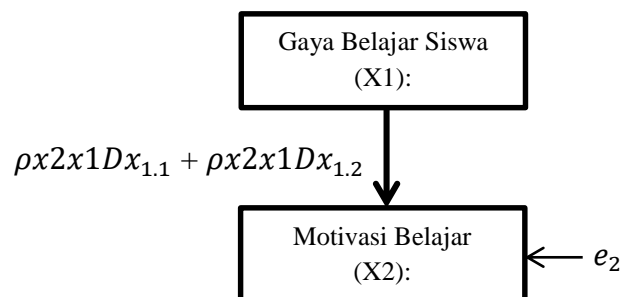 Gaya Belajar Siswa
(X1):
ρx2x1Dx₁.₁ + ρx2x1Dx₁.₂
Motivasi Belajar
(X2):
e₂